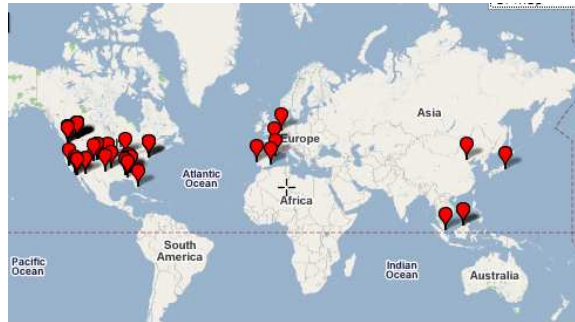 Asia
Europe
Atlantic
Ocean
Africa
South
America
Pacific
Ocean
Indian
Ocean
Australia